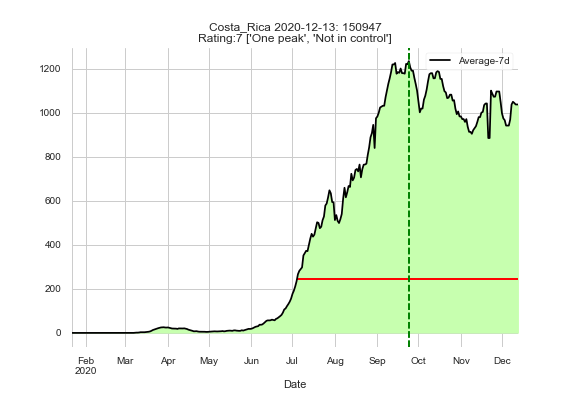 Costa_Rica 2020-12-13: 150947
Rating:7 ['One peak', 'Not in control']
Average-7d
1200
1000
800
600
400
200
0
Feb Mar Apr May Jun Jul Aug Sep Oct Nov Dec
2020
Date